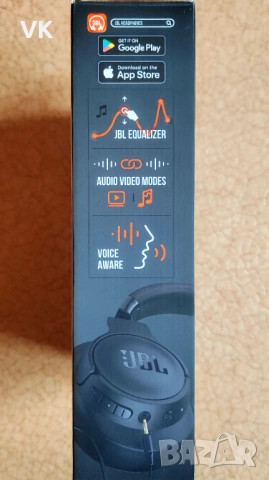 VK
JBL HEADPHONES
GET IT ON
Google Play
Download on the
App Store
JBL EQUALIZER
AUDIO VIDEO MODES
VOICE
AWARE
JBL
BAZAR
bg